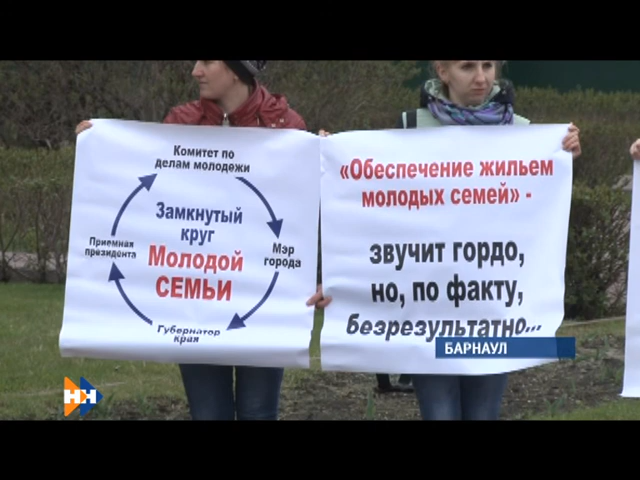 Комитет по
делам молодежи
Замкнутый
круг
Молодой
СЕМЬИ
Мэр
города
Губернатор
края
Приемная
президента
«Обеспечение жильем
молодых семей» -
звучит гордо,
но, по факту,
безрезультатно...
БАРНАУЛ
НН